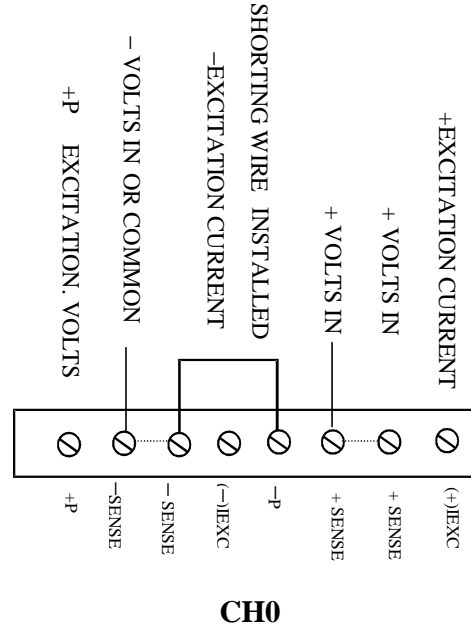 +P EXCITATION. VOLTS
– VOLTS IN OR COMMON
–EXCITATION CURRENT
SHORTING WIRE INSTALLED
+ VOLTS IN
+ VOLTS IN
+EXCITATION CURRENT
+P
–SENSE
– SENSE
(–)IEXC
–P
+ SENSE
+ SENSE
(+)IEXC
CH0